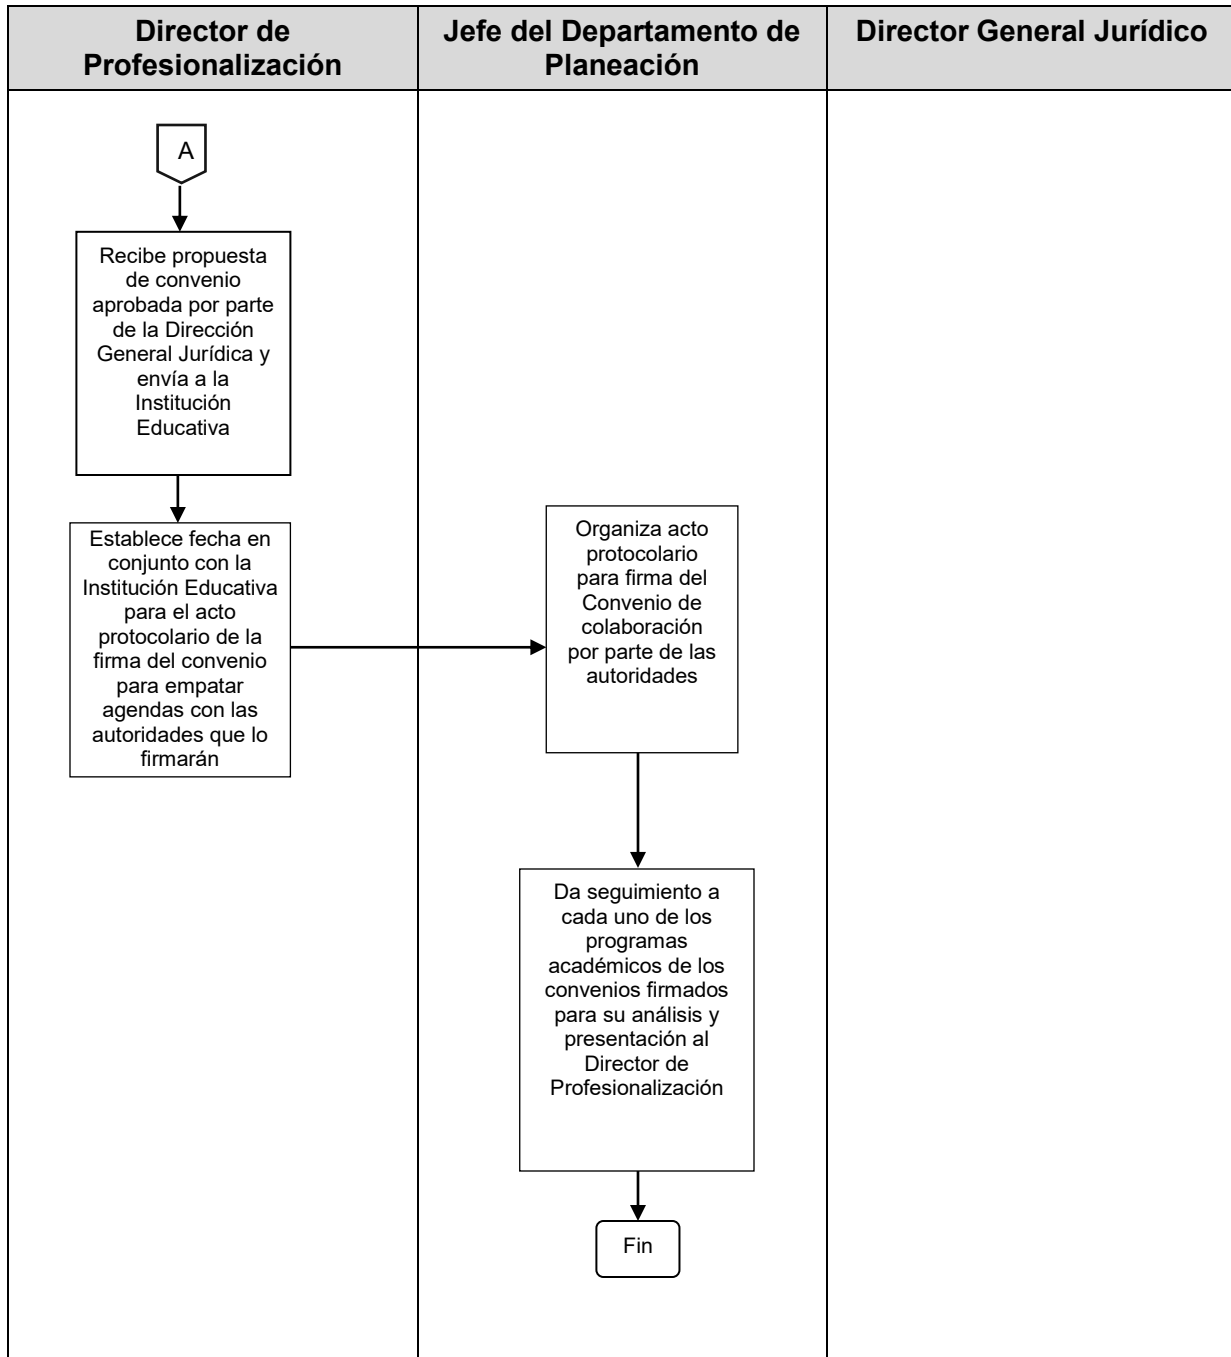 Director de
Profesionalización
Jefe del Departamento de
Planeación
Director General Jurídico
A
Recibe propuesta
de convenio
aprobada por parte
de la Dirección
General Jurídica y
envía a la
Institución
Educativa
Establece fecha en
conjunto con la
Institución Educativa
para el acto
protocolario de la
firma del convenio
para empatar
agendas con las
autoridades que lo
firmarán
Organiza acto
protocolario
para firma del
Convenio de
colaboración
por parte de las
autoridades
Da seguimiento a
cada uno de los
programas
académicos de los
convenios firmados
para su análisis y
presentación al
Director de
Profesionalización
Fin